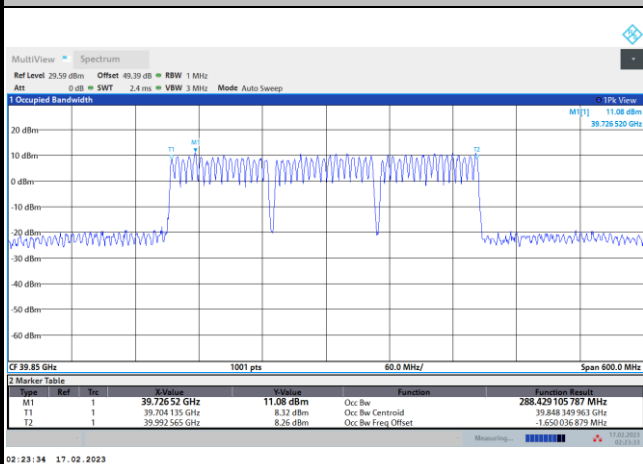 MultiView Spectrum
Ref Level 29.59 dBm Offset 49.39 dB RBW 1 MHz
Att 0 dB SWT 2.4 ms VBW 3 MHz Mode Auto Sweep
1 Occupied Bandwidth 1Pk View
M1[1] 11.08 dBm
39.726 520 GHz
20 dBm
M1
T1 T2
10 dBm
0 dBm
-10 dBm
-20 dBm
-30 dBm
-40 dBm
-50 dBm
-60 dBm
CF 39.85 GHz 1001 pts 60.0 MHz/ Span 600.0 MHz
2 Marker Table
Type Ref Trc X-Value Y-Value Function Function Result
M1 1 39.726 52 GHz 11.08 dBm Occ Bw 288.429 105 787 MHz
T1 1 39.704 135 GHz 8.32 dBm Occ Bw Centroid 39.848 349 963 GHz
T2 1 39.992 565 GHz 8.26 dBm Occ Bw Freq Offset -1.650 036 879 MHz
Measuring... 17.02.2023
02:23:33
02:23:34 17.02.2023